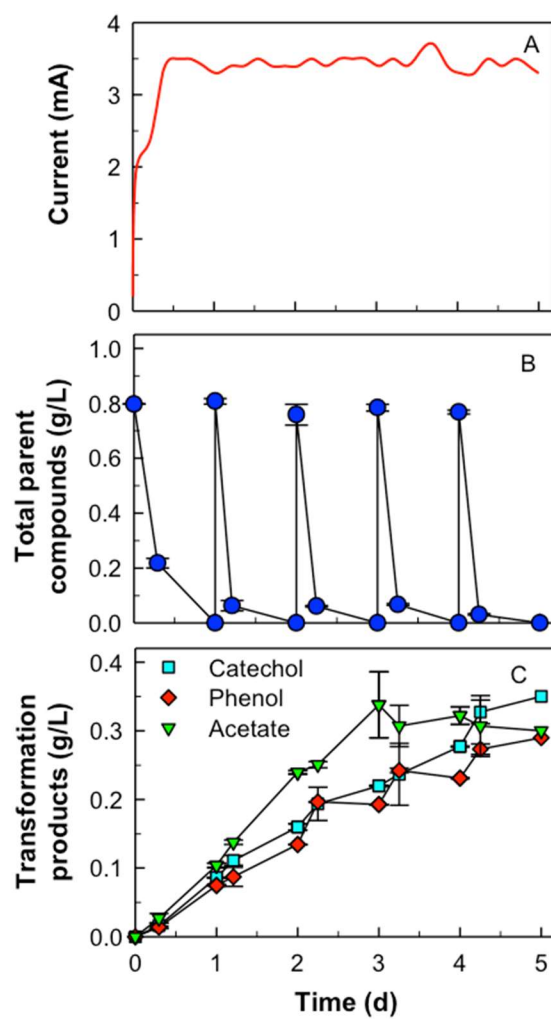 A
Current (mA)
4
3
2
1
0
B
Total parent
compounds (g/L)
1.0
0.8
0.6
0.4
0.2
0.0
C
Transformation
products (g/L)
0.4
0.3
0.2
0.1
0.0
Catechol
Phenol
Acetate
0 1 2 3 4 5
Time (d)